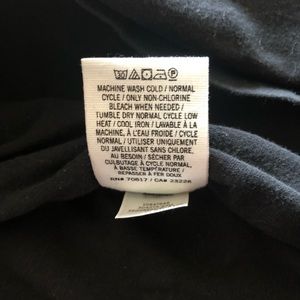 MACHINE WASH COLD / NORMAL
CYCLE / ONLY NON-CHLORINE
BLEACH WHEN NEEDED /
TUMBLE DRY NORMAL CYCLE LOW
HEAT / COOL IRON / LAVABLE À LA
MACHINE, À L'EAU FROIDE / CYCLE
NORMAL / UTILISER UNIQUEMENT
DU JAVELLISANT SANS CHLORE,
AU BESOIN / SÉCHER PAR
CULBUTAGE À CYCLE NORMAL,
À BASSE TEMPÉRATURE /
REPASSER À FER DOUX
RN# 70617 / CA# 25226